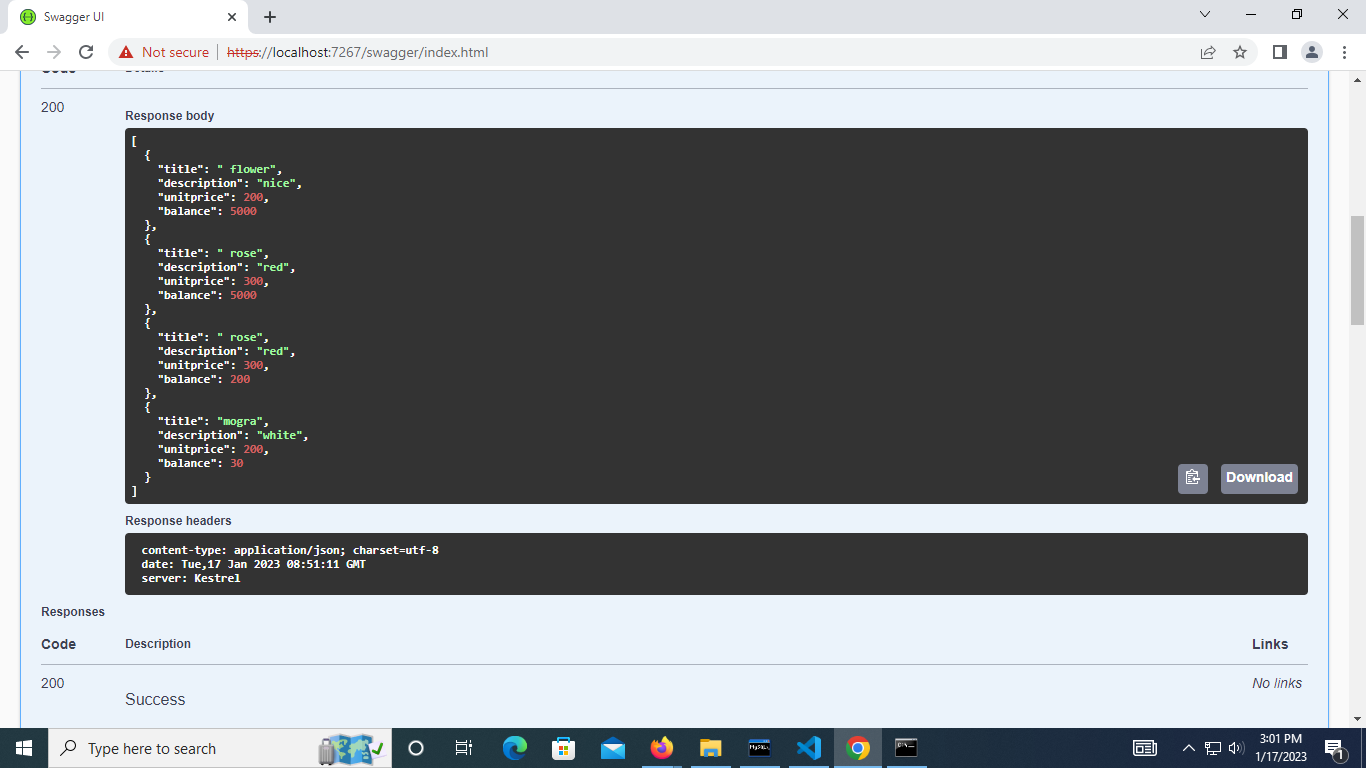 Swagger UI
Not secure
https://localhost:7267/swagger/index.html
Code Details
200
Response body
[
{
"title": " flower",
"description": "nice",
"unitprice": 200,
"balance": 5000
},
{
"title": " rose",
"description": "red",
"unitprice": 300,
"balance": 5000
},
{
"title": " rose",
"description": "red",
"unitprice": 300,
"balance": 200
},
{
"title": "mogra",
"description": "white",
"unitprice": 200,
"balance": 30
}
]
Download
Response headers
content-type: application/json; charset=utf-8
date: Tue,17 Jan 2023 08:51:11 GMT
server: Kestrel
Responses
Code Description Links
200 No links
Success
Type here to search
3:01 PM
1/17/2023
1